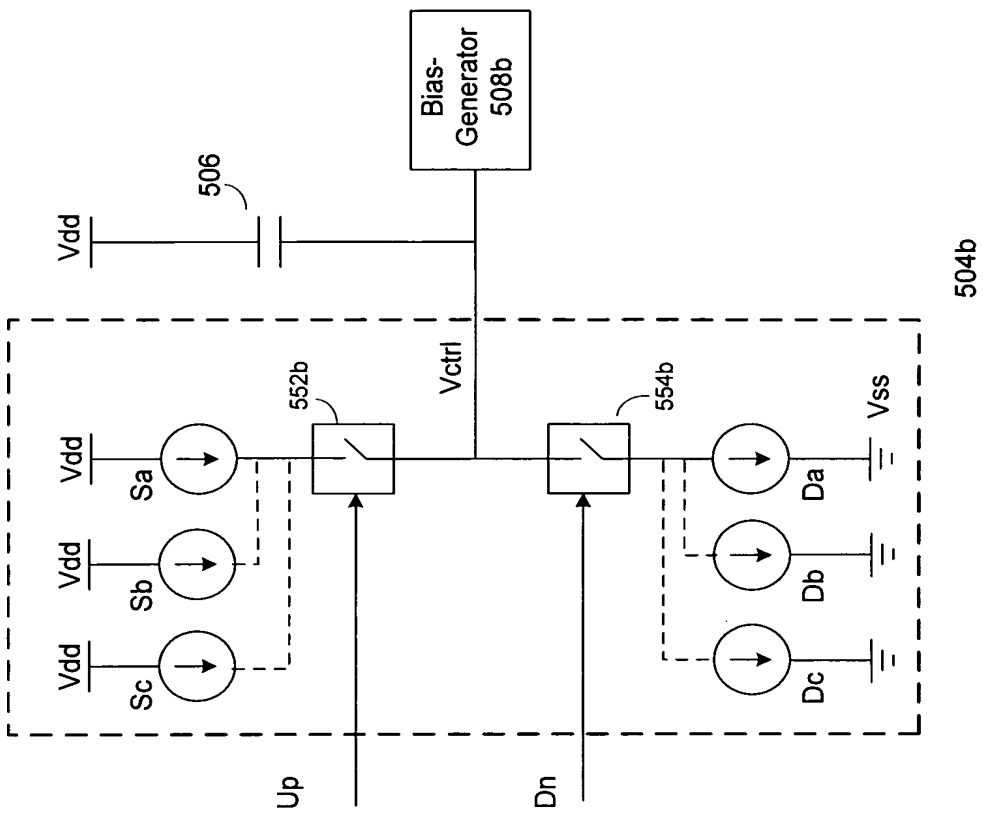 Vdd
Vdd
Vdd
Vdd
Sc
Sb
Sa
506
552b
Bias-
Generator
508b
Up
Vctrl
Dn
554b
Dc
Db
Da
Vss
504b